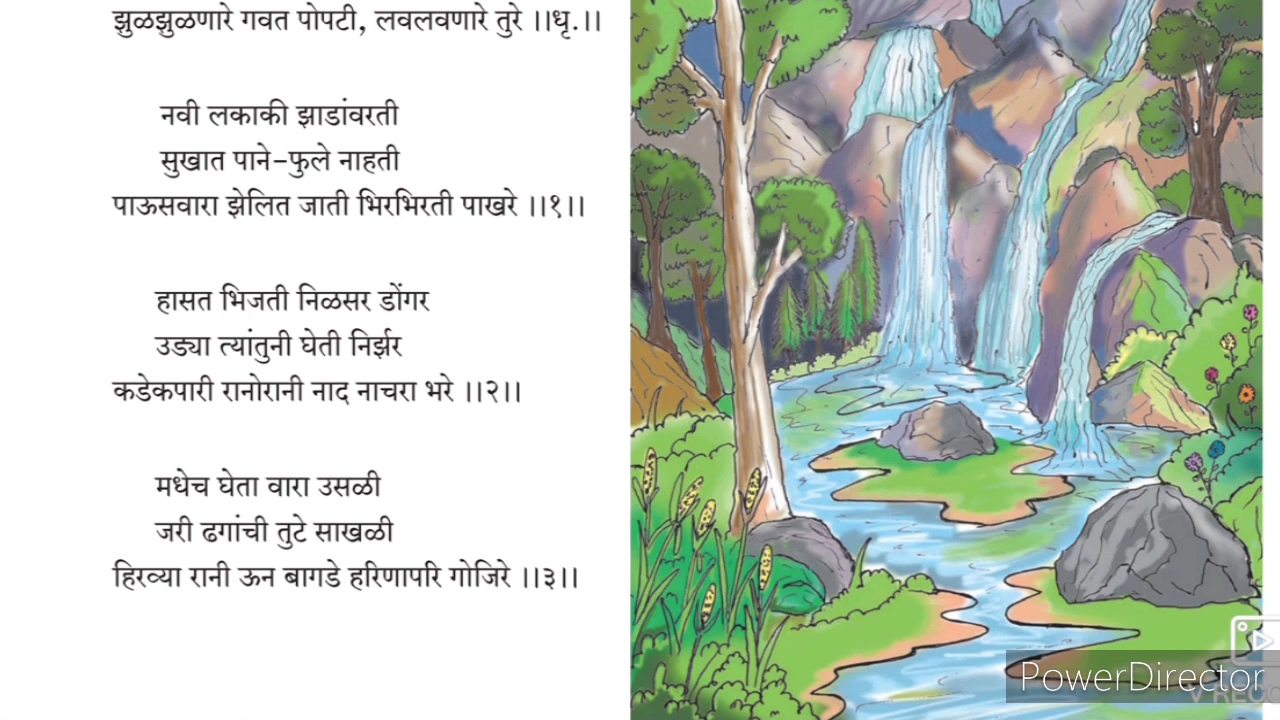 झुळझुळणारे गवत पोपटी, लवलवणारे तुरे ।।धृ.।।
नवी लकाकी झाडांवरती
सुखात पाने-फुले नाहती
पाऊसवारा झेलित जाती भिरभिरती पाखरे ।।१।।
हासत भिजती निळसर डोंगर
उड्या त्यांतुनी घेती निर्झर
कडेकपारी रानोरानी नाद नाचरा भरे ।।२।।
मधेच घेता वारा उसळी
जरी ढगांची तुटे साखळी
हिरव्या रानी ऊन बागडे हरिणापरि गोजिरे ।।३।।
PowerDirector